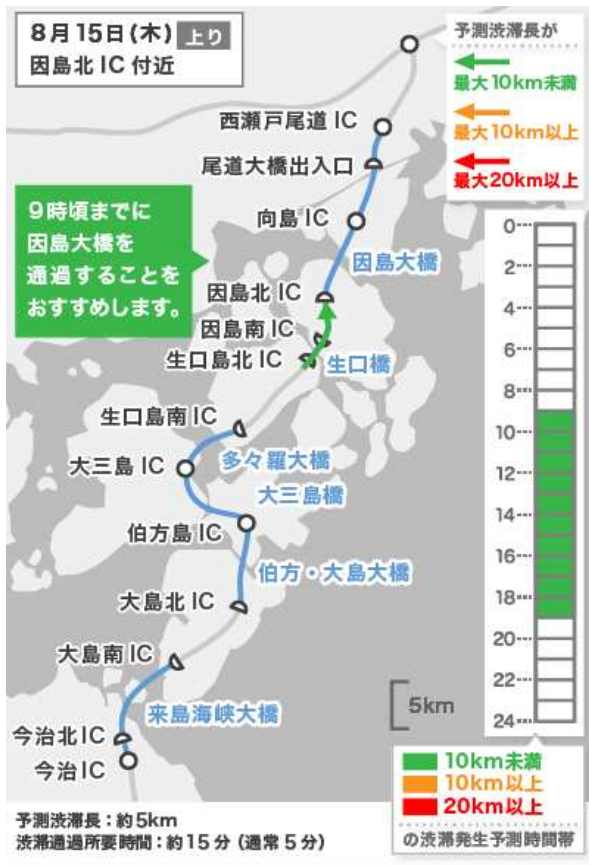 8月15日(木) 上り
因島北IC付近
予測渋滞長が
最大10km未満
最大10km以上
最大20km以上
西瀬戸尾道IC
尾道大橋出入口
向島IC
9時頃までに
因島大橋を
通過することを
おすすめします。
因島大橋
因島北IC
因島南IC
生口島北IC
生口橋
生口島南IC
多々羅大橋
大三島IC
大三島橋
伯方島IC
伯方・大島大橋
大島北IC
大島南IC
来島海峡大橋
今治北IC
今治IC
5km
0
2
4
6
8
10
12
14
16
18
20
22
24
10km未満
10km以上
20km以上
の渋滞発生予測時間帯
予測渋滞長：約5km
渋滞通過所要時間：約15分（通常5分）